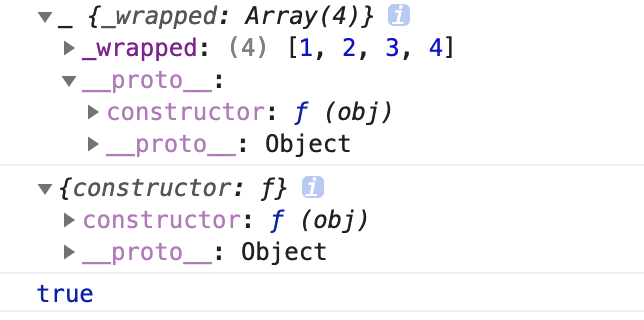 ▼_ {_wrapped: Array(4)} i
▶_wrapped: (4) [1, 2, 3, 4]
▼__proto__:
▶constructor: ƒ (obj)
▶__proto__: Object
▼{constructor: ƒ} i
▶constructor: ƒ (obj)
▶__proto__: Object
true